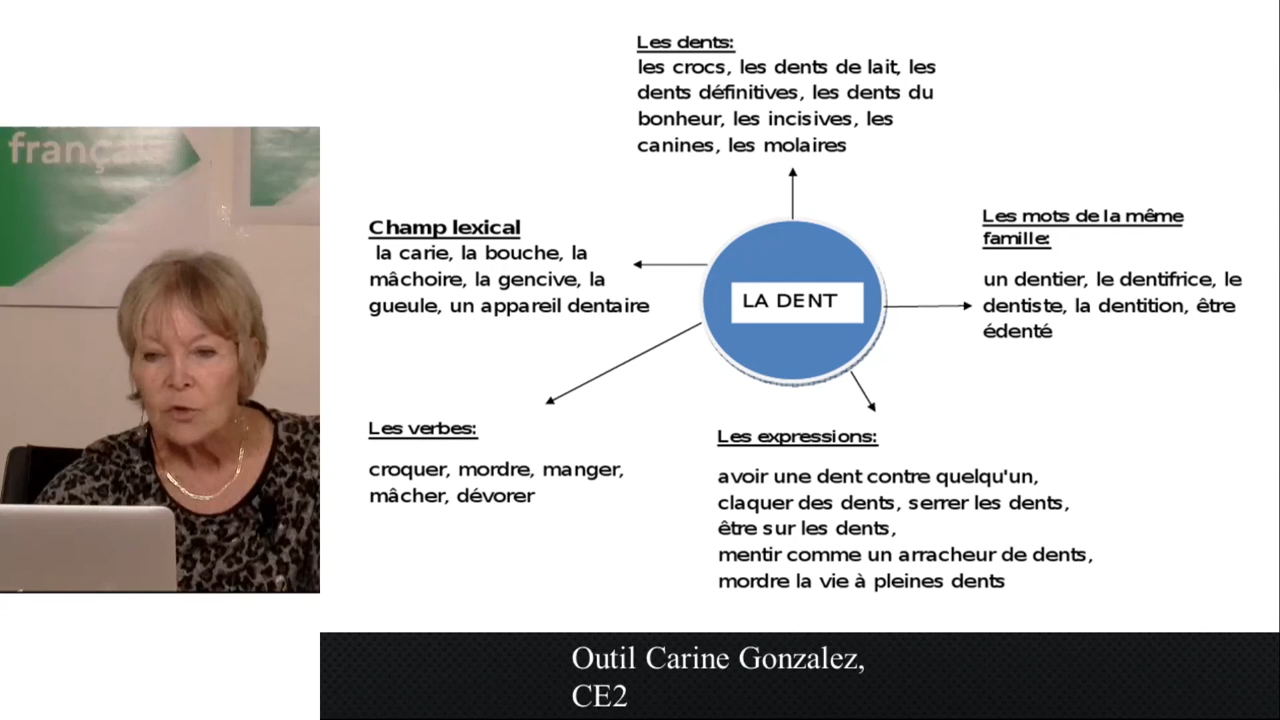 français
Les dents:
les crocs, les dents de lait, les
dents définitives, les dents du
bonheur, les incisives, les
canines, les molaires
Champ lexical
la carie, la bouche, la
mâchoire, la gencive, la
gueule, un appareil dentaire
LA DENT
Les mots de la même
famille:
un dentier, le dentifrice, le
dentiste, la dentition, être
édenté
Les verbes:
croquer, mordre, manger,
mâcher, dévorer
Les expressions:
avoir une dent contre quelqu'un,
claquer des dents, serrer les dents,
être sur les dents,
mentir comme un arracheur de dents,
mordre la vie à pleines dents
Outil Carine Gonzalez,
CE2